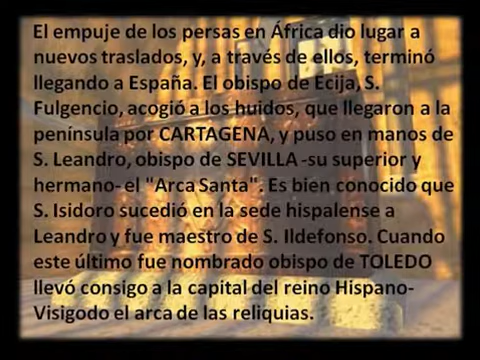 El empuje de los persas en África dio lugar a
nuevos traslados, y, a través de ellos, terminó
llegando a España. El obispo de Ecija, S.
Fulgencio, acogió a los huidos, que llegaron a la
península por CARTAGENA, y puso en manos de
S. Leandro, obispo de SEVILLA -su superior y
hermano- el "Arca Santa". Es bien conocido que
S. Isidoro sucedió en la sede hispalense a
Leandro y fue maestro de S. Ildefonso. Cuando
este último fue nombrado obispo de TOLEDO
llevó consigo a la capital del reino Hispano-
Visigodo el arca de las reliquias.